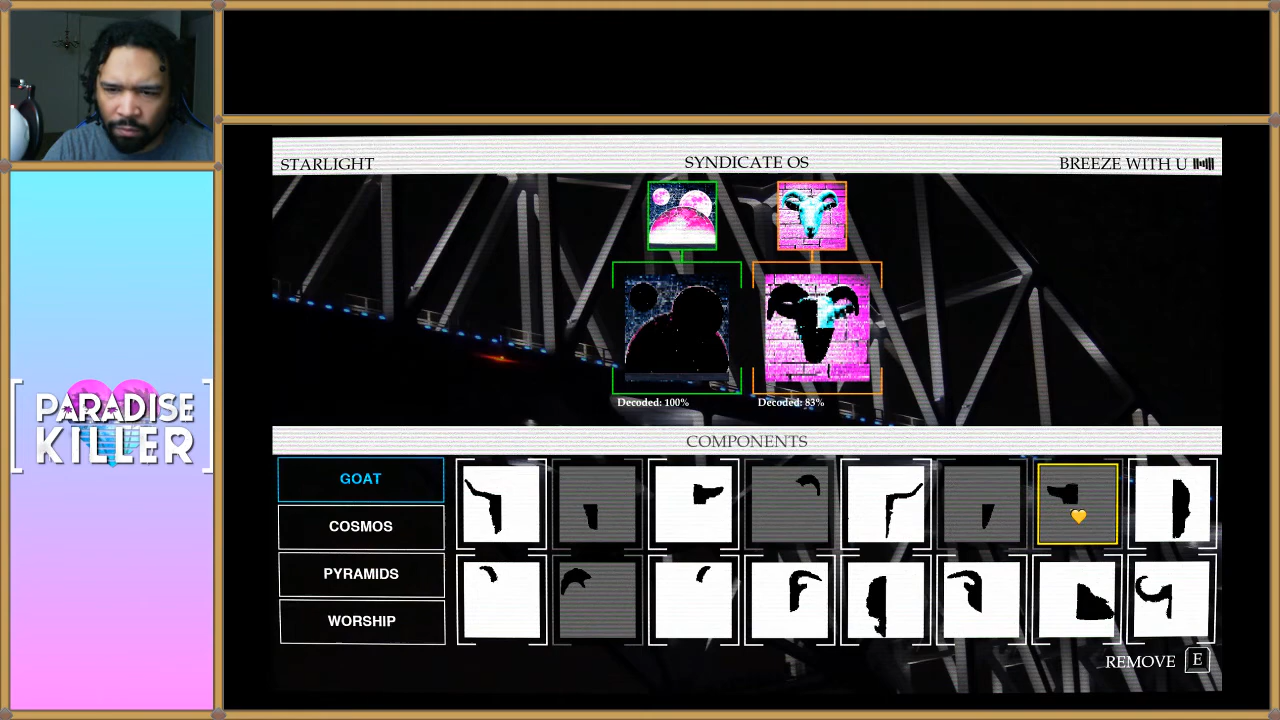 STARLIGHT
SYNDICATE OS
BREEZE WITH U
Decoded: 100%
Decoded: 83%
PARADISE
KILLER
COMPONENTS
GOAT
COSMOS
PYRAMIDS
WORSHIP
REMOVE E